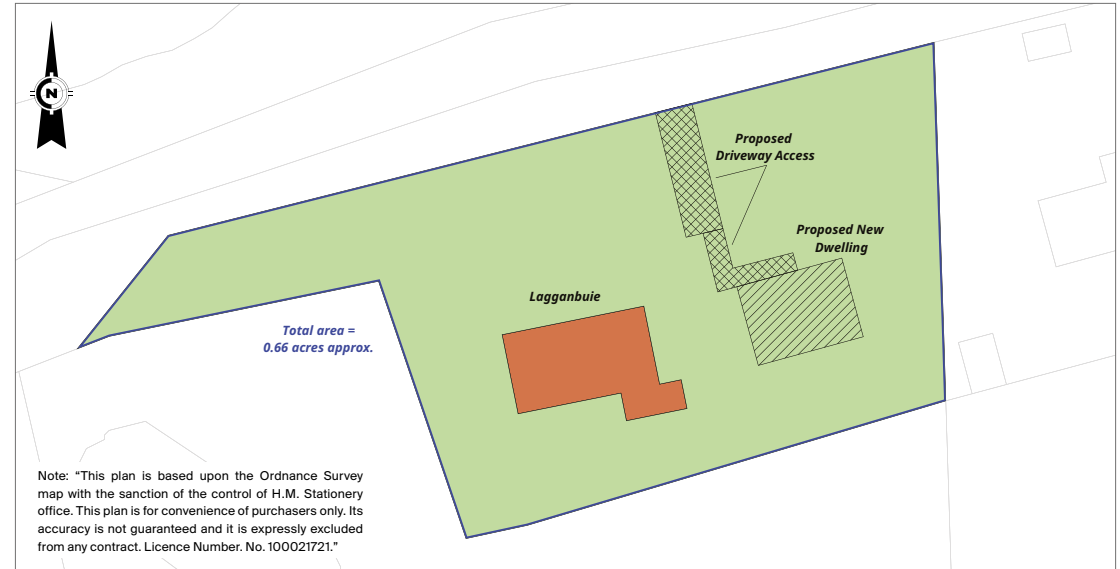 N
Proposed
Driveway Access
Proposed New
Dwelling
Lagganbuie
Total area =
0.66 acres approx.
Note: “This plan is based upon the Ordnance Survey
map with the sanction of the control of H.M. Stationery
office. This plan is for convenience of purchasers only. Its
accuracy is not guaranteed and it is expressly excluded
from any contract. Licence Number. No. 100021721.”